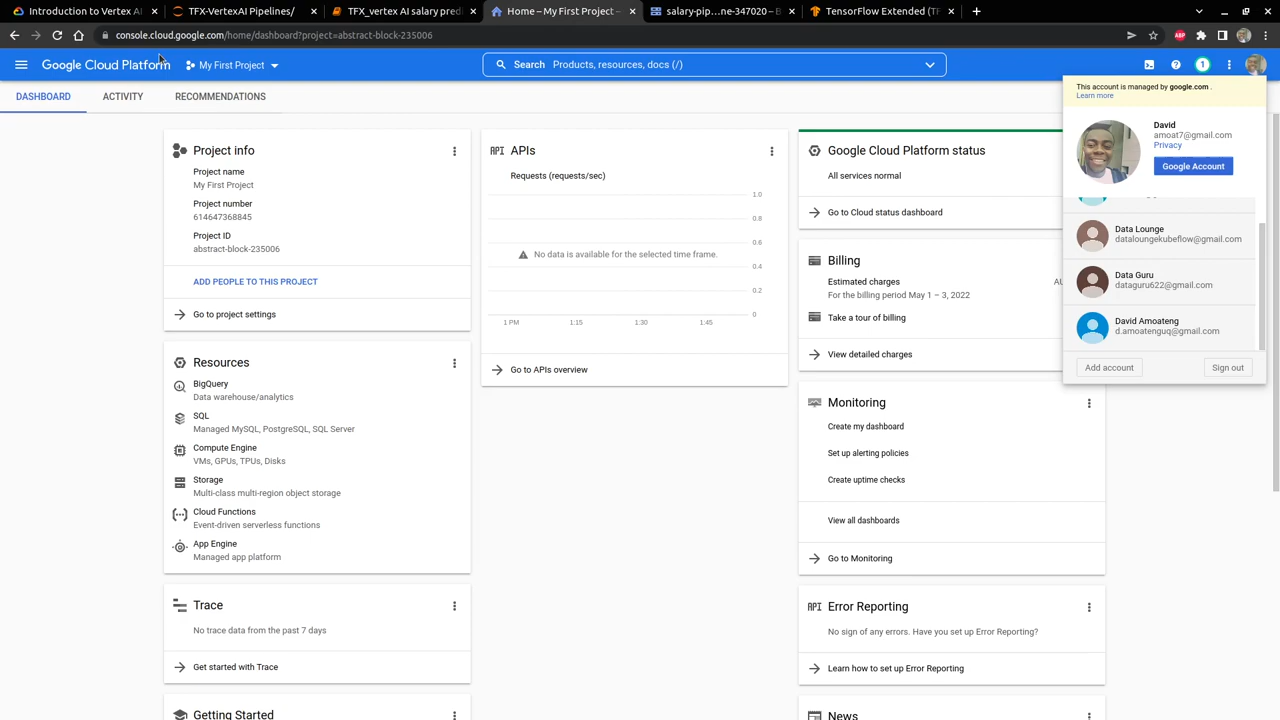 Introduction to Vertex AI
TFX-VertexAI Pipelines/
TFX_vertex AI salary pred
Home – My First Project –
salary-pip…ne-347020 – B
TensorFlow Extended (TF
console.cloud.google.com/home/dashboard?project=abstract-block-235006
ABP
Google Cloud Platform
My First Project
Search Products, resources, docs (/)
1
DASHBOARD
ACTIVITY
RECOMMENDATIONS
This account is managed by google.com .
Learn more
David
amoat7@gmail.com
Privacy
Google Account
Data Lounge
dataloungekubeflow@gmail.com
Data Guru
dataguru622@gmail.com
David Amoateng
d.amoatenguq@gmail.com
Add account
Sign out
Project info
Project name
My First Project
Project number
614647368845
Project ID
abstract-block-235006
ADD PEOPLE TO THIS PROJECT
Go to project settings
Resources
BigQuery
Data warehouse/analytics
SQL
Managed MySQL, PostgreSQL, SQL Server
Compute Engine
VMs, GPUs, TPUs, Disks
Storage
Multi-class multi-region object storage
Cloud Functions
Event-driven serverless functions
App Engine
Managed app platform
Trace
No trace data from the past 7 days
Get started with Trace
Getting Started
API APIs
Requests (requests/sec)
1.0
0.8
0.6
0.4
0.2
0
No data is available for the selected time frame.
1 PM 1:15 1:30 1:45
Go to APIs overview
Google Cloud Platform status
All services normal
Go to Cloud status dashboard
Billing
Estimated charges AU
For the billing period May 1 – 3, 2022
Take a tour of billing
View detailed charges
Monitoring
Create my dashboard
Set up alerting policies
Create uptime checks
View all dashboards
Go to Monitoring
API Error Reporting
No sign of any errors. Have you set up Error Reporting?
Learn how to set up Error Reporting
News